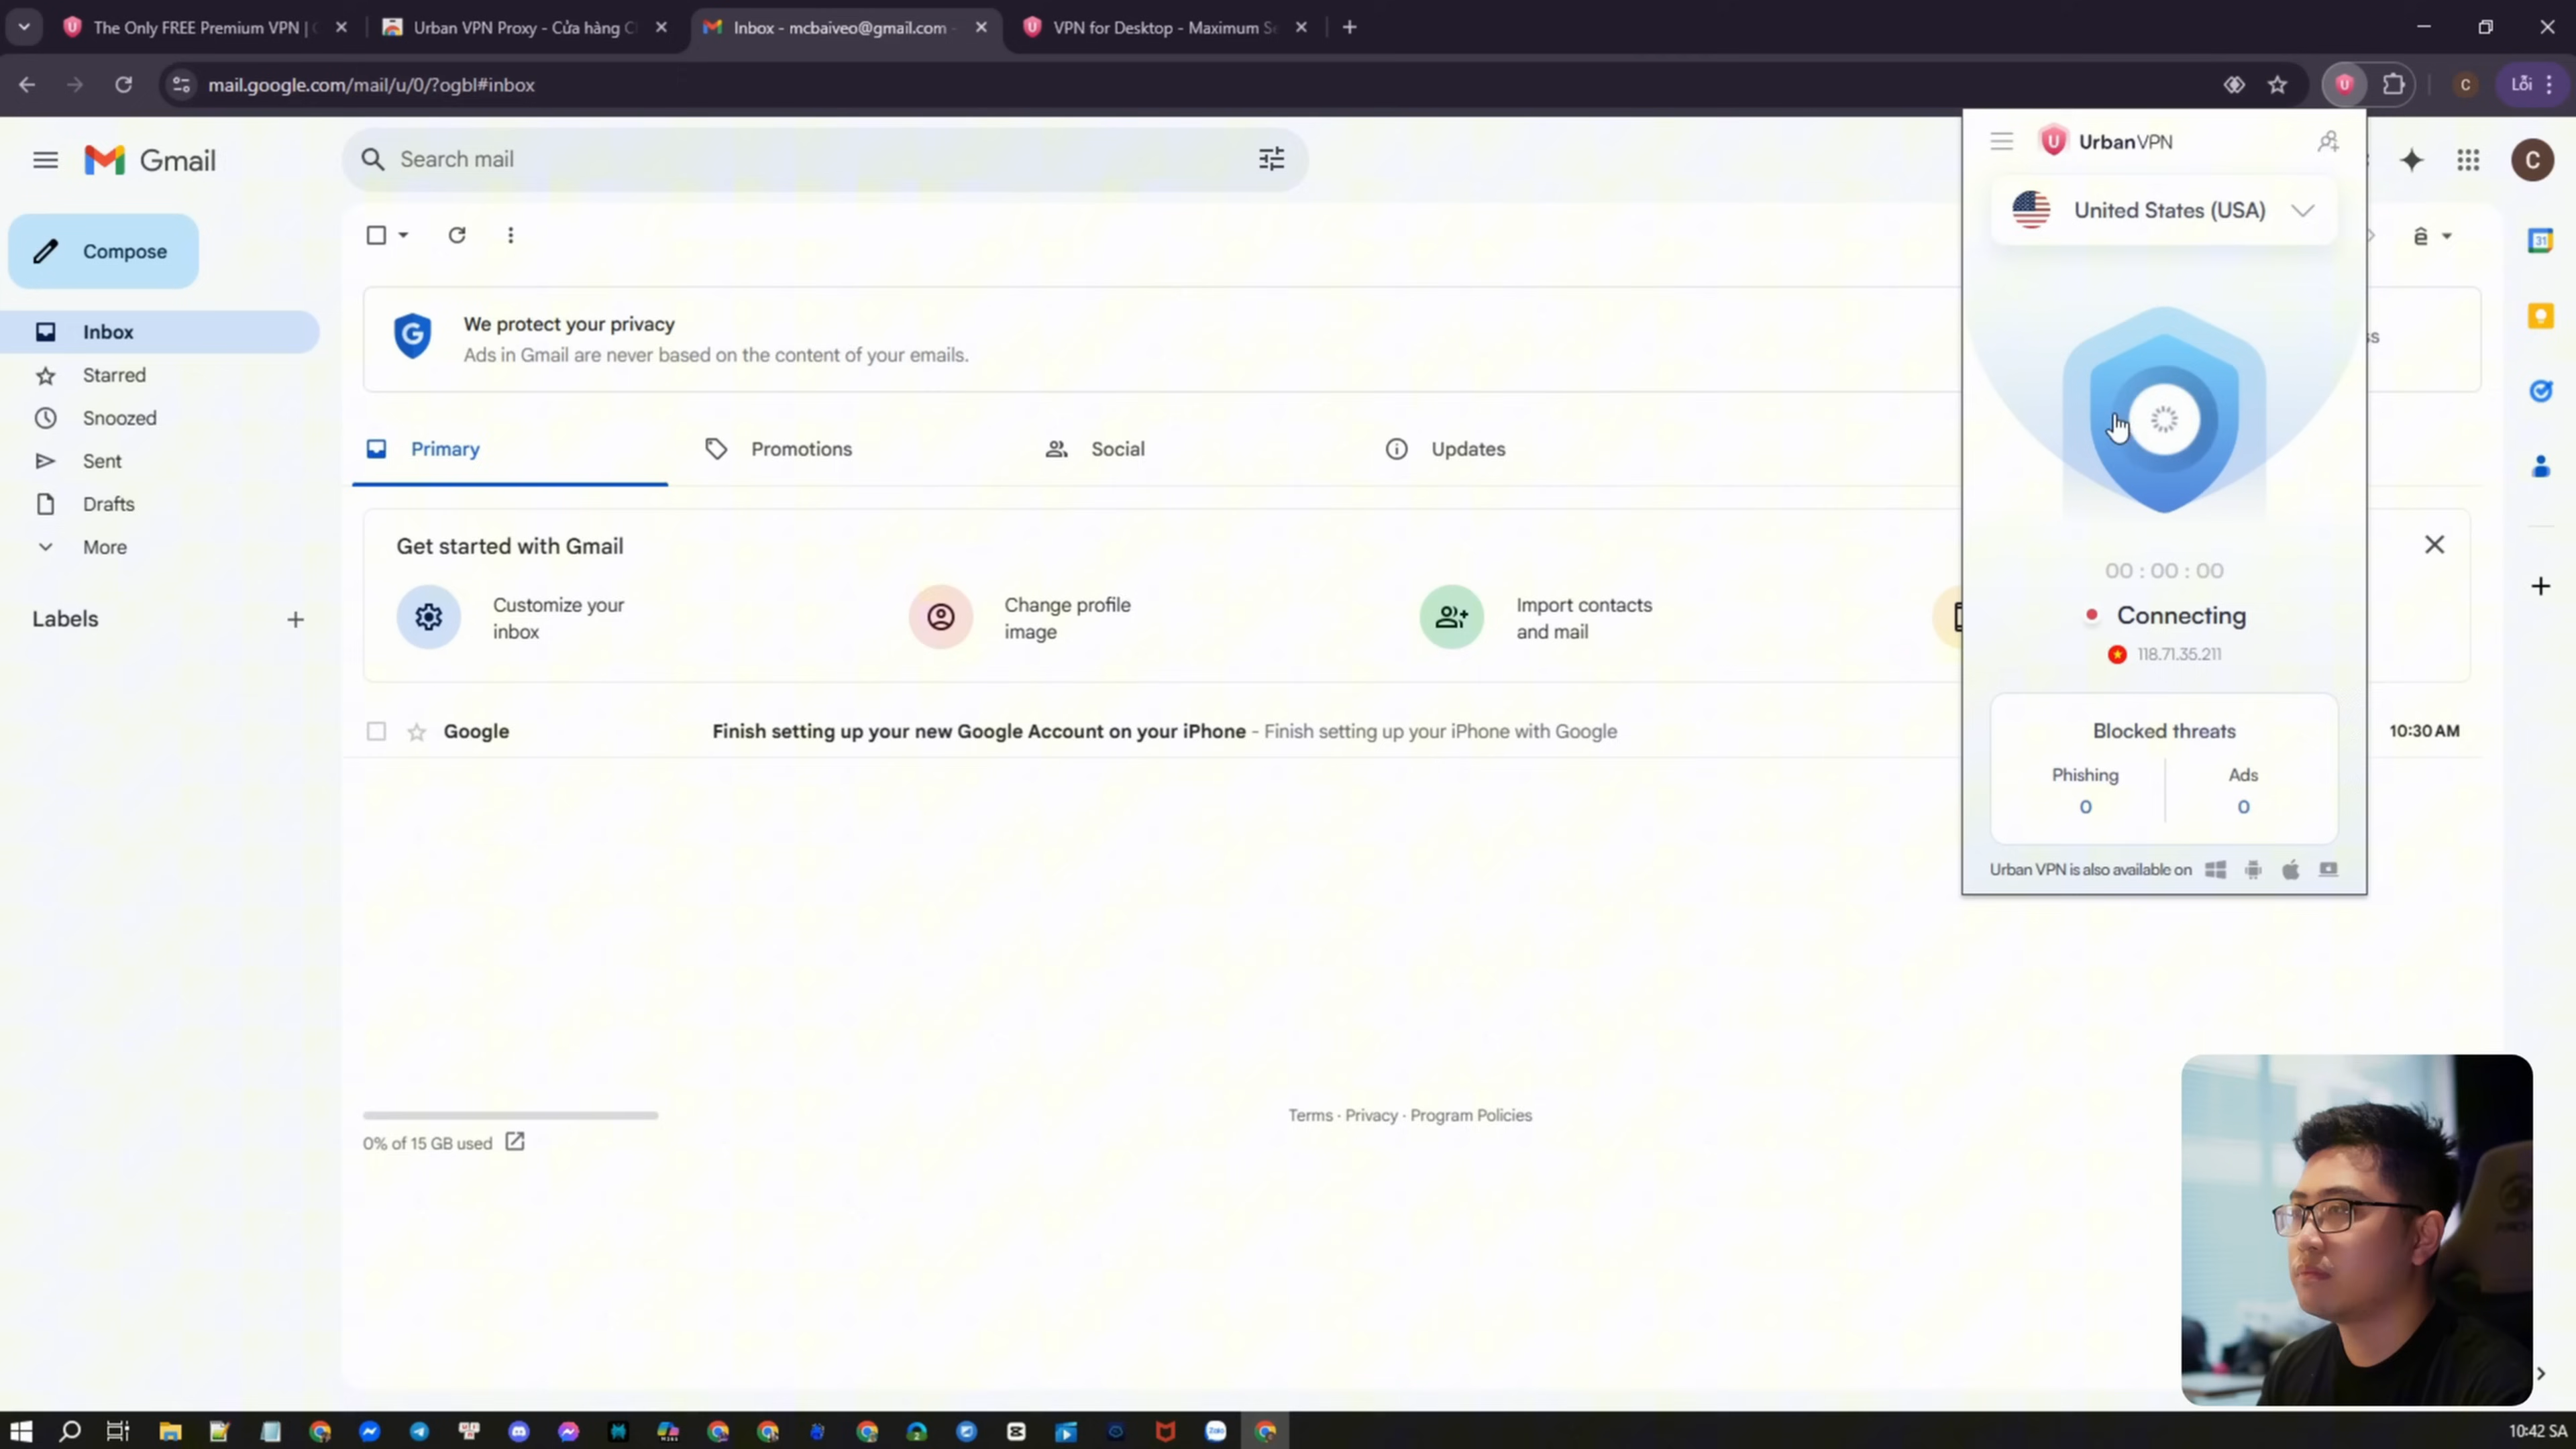 The Only FREE Premium VPN |
Urban VPN Proxy - Cửa hàng C
Inbox - mcbaiveo@gmail.com -
VPN for Desktop - Maximum Se
mail.google.com/mail/u/0/?ogbl#inbox
C
Lỗi
Gmail
Search mail
UrbanVPN
C
United States (USA)
Compose
ê
31
We protect your privacy
Ads in Gmail are never based on the content of your emails.
Inbox
Starred
Snoozed
Sent
Drafts
More
Labels
Primary
Promotions
Social
Updates
Get started with Gmail
Customize your
inbox
Change profile
image
Import contacts
and mail
00 : 00 : 00
Connecting
118.71.35.211
Google
Finish setting up your new Google Account on your iPhone - Finish setting up your iPhone with Google
10:30 AM
Blocked threats
Phishing
0
Ads
0
Urban VPN is also available on
0% of 15 GB used
Terms · Privacy · Program Policies
10:42 SA